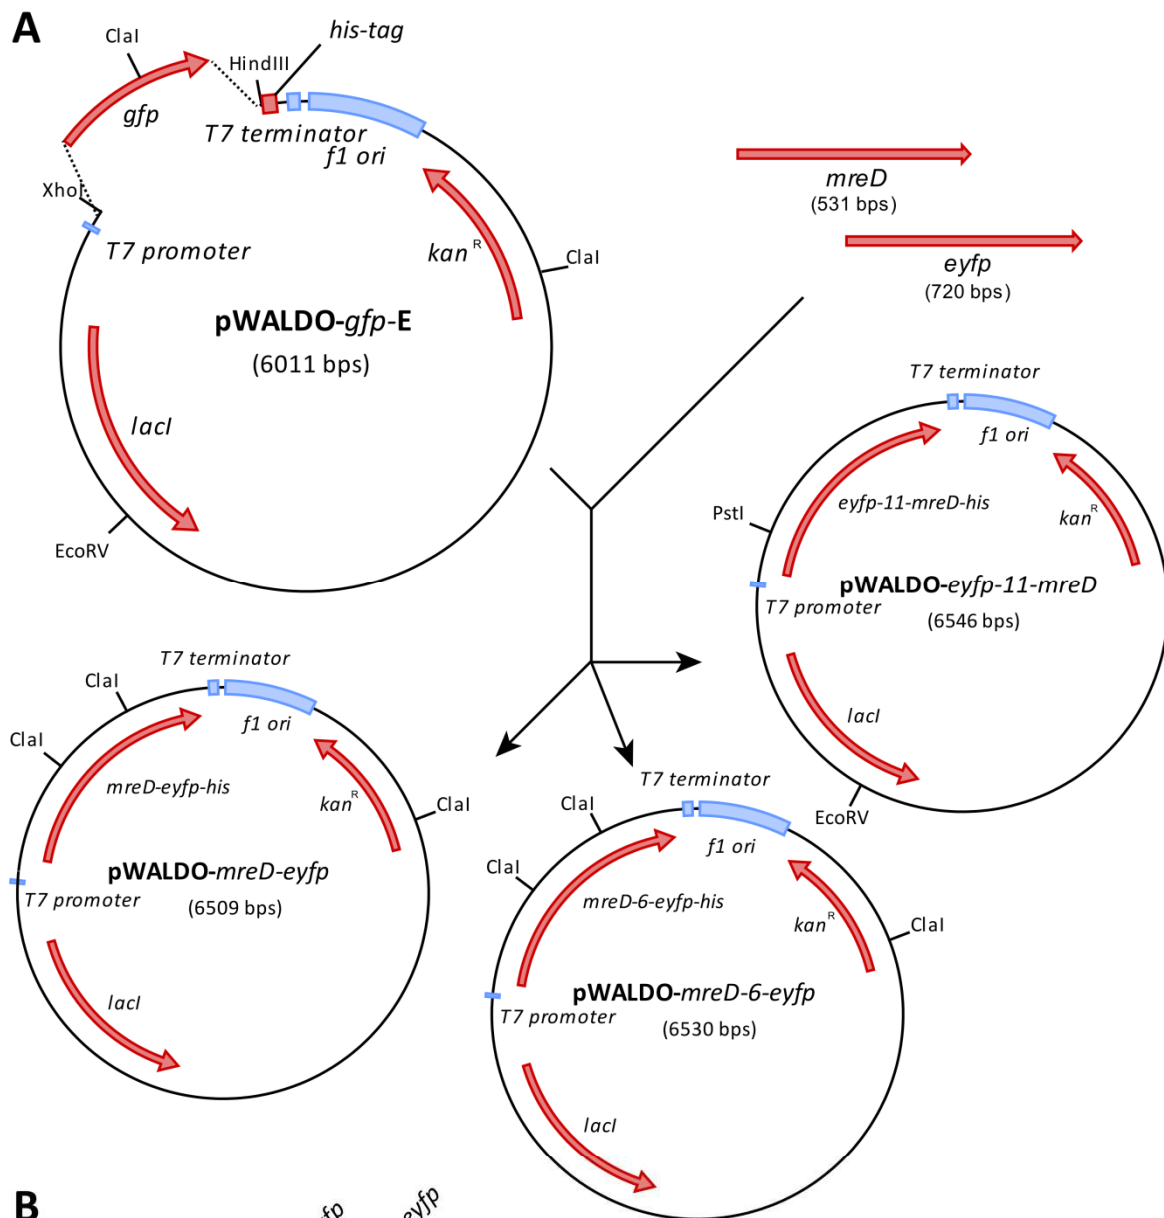 A
ClaI
his-tag
HindIII
gfp
T7 terminator
f1 ori
XhoI
T7 promoter
kan R
ClaI
pWALDO-gfp-E
(6011 bps)
lacI
EcoRV
mreD
(531 bps)
eyfp
(720 bps)
T7 terminator
f1 ori
eyfp-11-mreD-his
PstI
kan R
pWALDO-eyfp-11-mreD
T7 promoter
(6546 bps)
lacI
EcoRV
T7 terminator
ClaI
f1 ori
ClaI
mreD-eyfp-his
kan R
ClaI
pWALDO-mreD-eyfp
T7 promoter
(6509 bps)
lacI
T7 terminator
ClaI
f1 ori
ClaI
mreD-6-eyfp-his
kan R
ClaI
pWALDO-mreD-6-eyfp
T7 promoter
(6530 bps)
lacI
B
eyfp